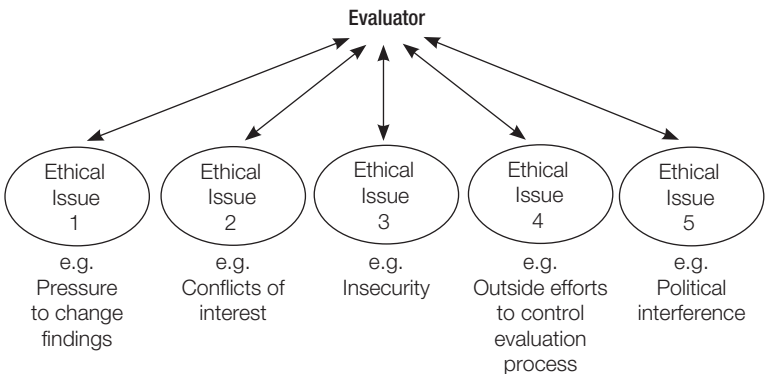 Evaluator
Ethical
Issue
1
Ethical
Issue
2
Ethical
Issue
3
Ethical
Issue
4
Ethical
Issue
5
e.g.
Pressure
to change
findings
e.g.
Conflicts of
interest
e.g.
Insecurity
e.g.
Outside efforts
to control
evaluation
process
e.g.
Political
interference